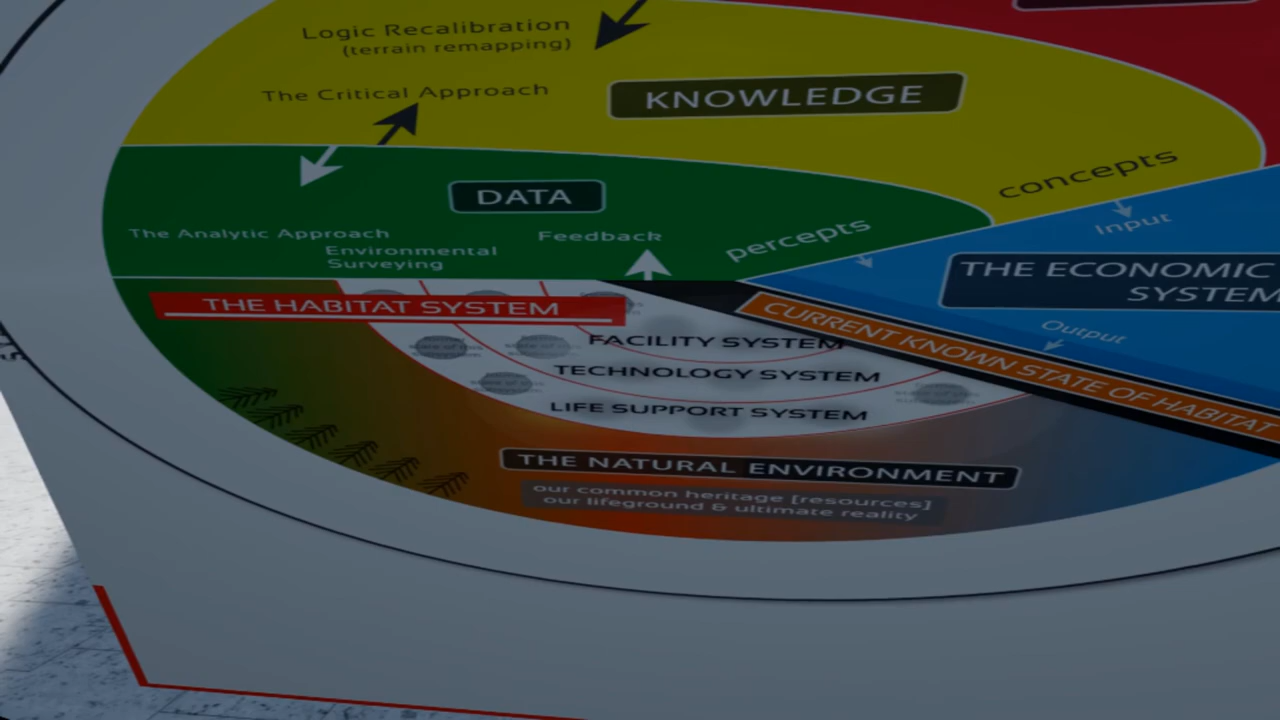 Logic Recalibration
(terrain remapping)
The Critical Approach
KNOWLEDGE
concepts
DATA
Input
The Analytic Approach
Environmental
Surveying
Feedback
percepts
THE ECONOMIC
SYSTEM
THE HABITAT SYSTEM
CURRENT KNOWN STATE OF HABITAT
Output
FACILITY SYSTEM
TECHNOLOGY SYSTEM
LIFE SUPPORT SYSTEM
THE NATURAL ENVIRONMENT
our common heritage [resources]
our lifeground & ultimate reality